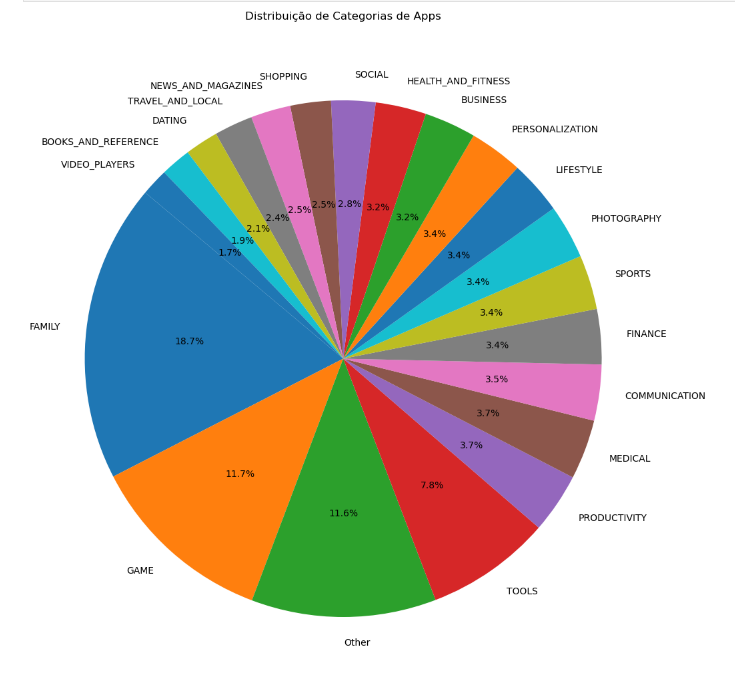 Distribuição de Categorias de Apps
FAMILY
GAME
Other
TOOLS
PRODUCTIVITY
MEDICAL
COMMUNICATION
FINANCE
SPORTS
PHOTOGRAPHY
LIFESTYLE
PERSONALIZATION
BUSINESS
HEALTH_AND_FITNESS
SOCIAL
SHOPPING
NEWS_AND_MAGAZINES
TRAVEL_AND_LOCAL
DATING
BOOKS_AND_REFERENCE
VIDEO_PLAYERS
18.7%
11.7%
11.6%
7.8%
3.7%
3.7%
3.5%
3.4%
3.4%
3.4%
3.4%
3.4%
3.2%
3.2%
2.8%
2.5%
2.5%
2.4%
2.1%
1.9%
1.7%